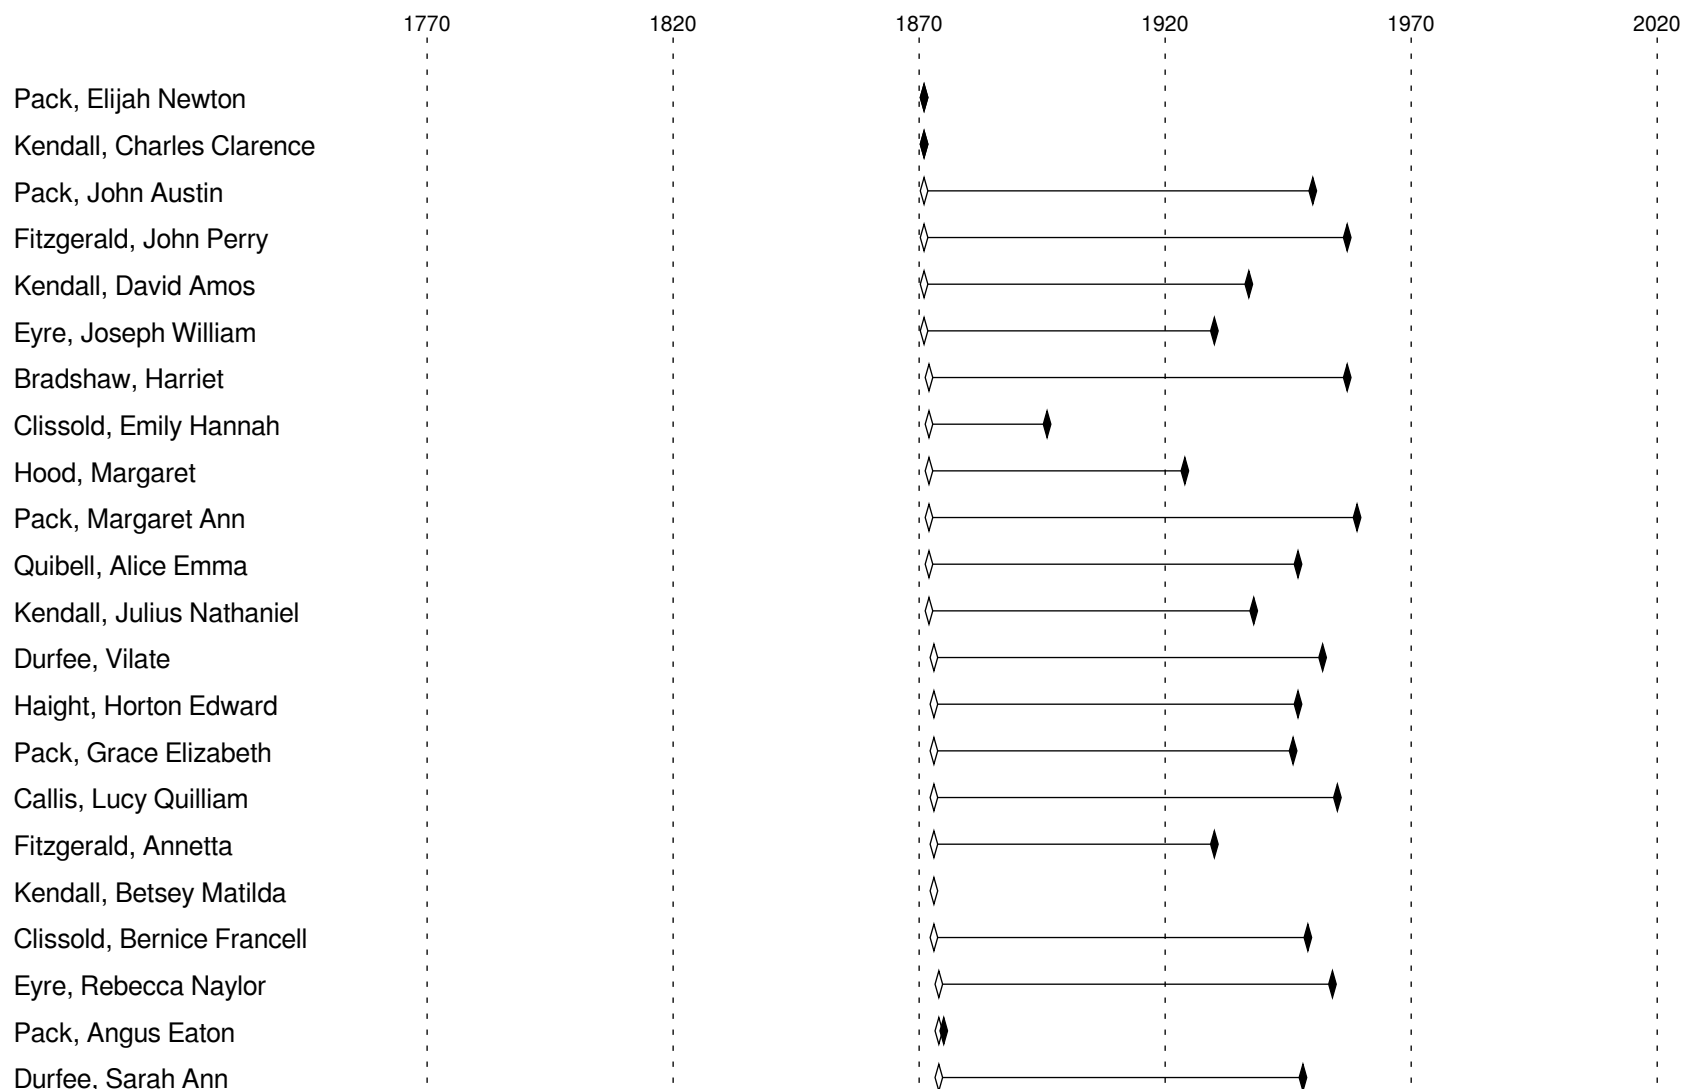 1770 1820 1870 1920 1970 2020
Pack, Elijah Newton
Kendall, Charles Clarence
Pack, John Austin
Fitzgerald, John Perry
Kendall, David Amos
Eyre, Joseph William
Bradshaw, Harriet
Clissold, Emily Hannah
Hood, Margaret
Pack, Margaret Ann
Quibell, Alice Emma
Kendall, Julius Nathaniel
Durfee, Vilate
Haight, Horton Edward
Pack, Grace Elizabeth
Callis, Lucy Quilliam
Fitzgerald, Annetta
Kendall, Betsey Matilda
Clissold, Bernice Francell
Eyre, Rebecca Naylor
Pack, Angus Eaton
Durfee, Sarah Ann